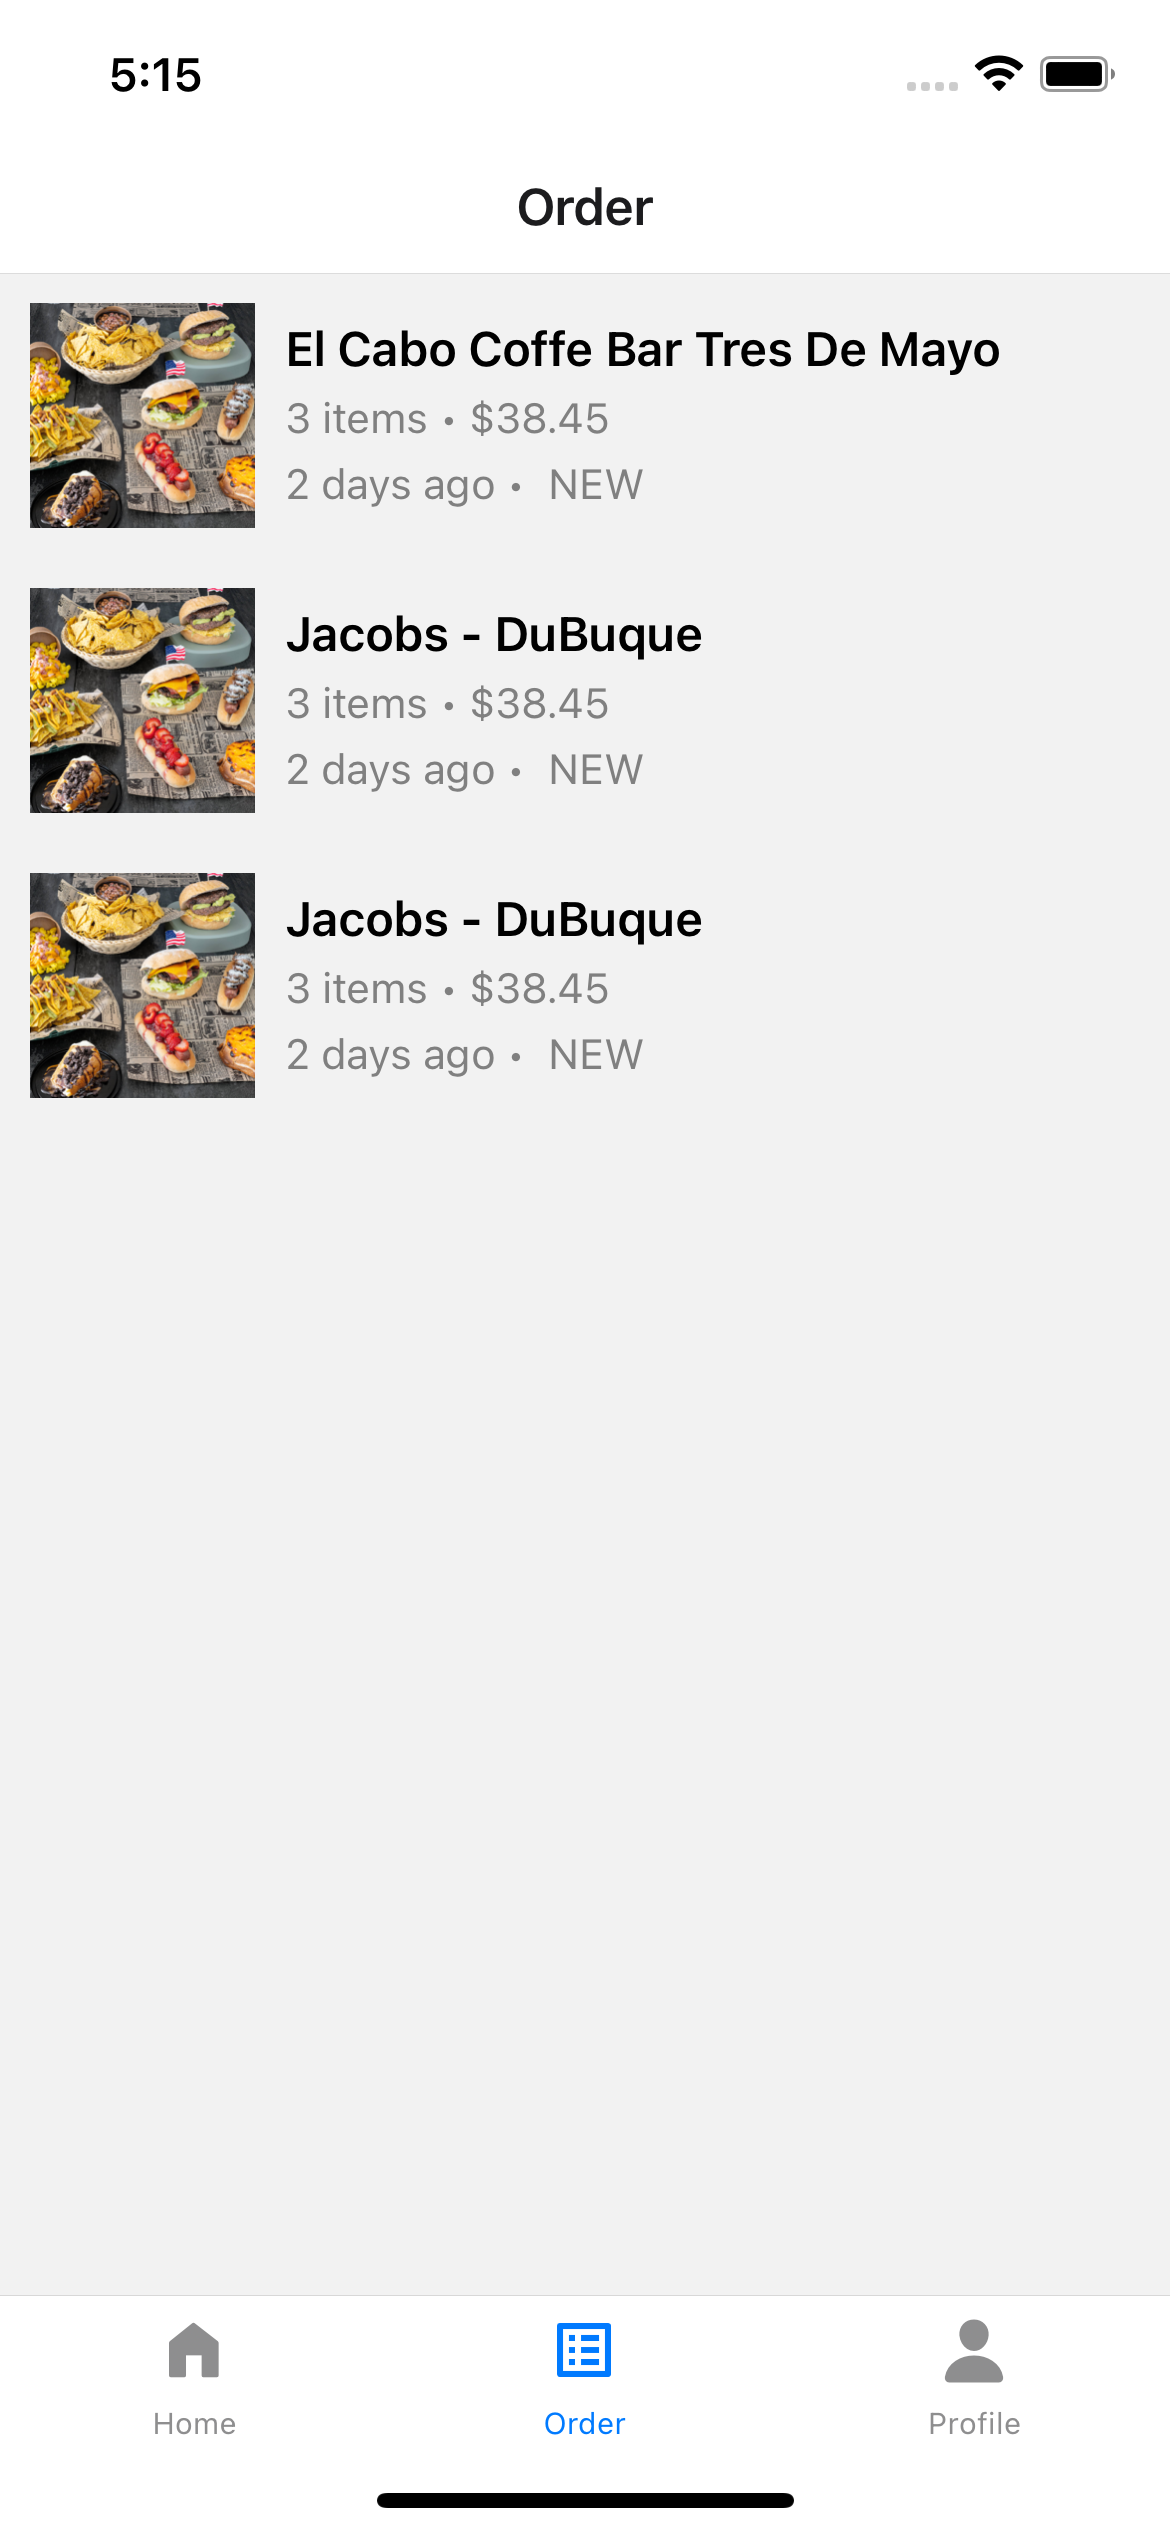 5:15
Order
El Cabo Coffe Bar Tres De Mayo
3 items • $38.45
2 days ago • NEW
Jacobs - DuBuque
3 items • $38.45
2 days ago • NEW
Jacobs - DuBuque
3 items • $38.45
2 days ago • NEW
Home
Order
Profile